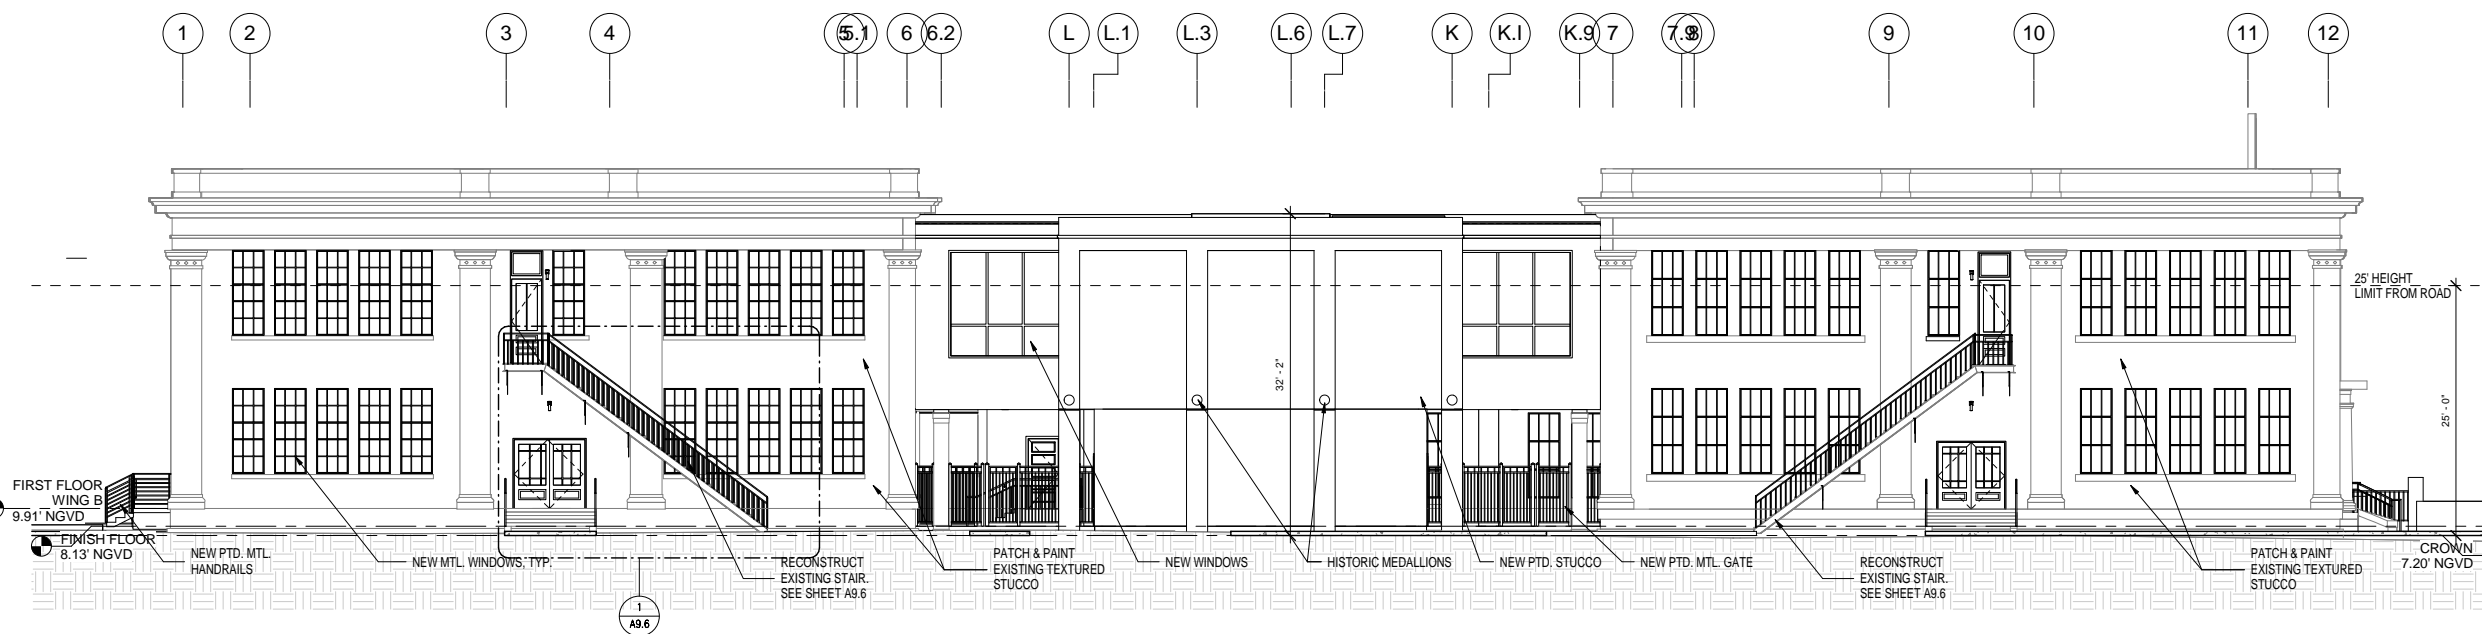 1
2
3
4
5
5.1
6
6.2
L
L.1
L.3
L.6
L.7
K
K.I
K.9
7
7.9
8
9
10
11
12
25' HEIGHT
LIMIT FROM ROAD
32' - 2"
25' - 0"
FIRST FLOOR
WING B
9.91' NGVD
FINISH FLOOR
8.13' NGVD
NEW PTD. MTL.
HANDRAILS
NEW MTL. WINDOWS, TYP.
RECONSTRUCT
EXISTING STAIR.
SEE SHEET A9.6
PATCH & PAINT
EXISTING TEXTURED
STUCCO
NEW WINDOWS
HISTORIC MEDALLIONS
NEW PTD. STUCCO
NEW PTD. MTL. GATE
RECONSTRUCT
EXISTING STAIR.
SEE SHEET A9.6
PATCH & PAINT
EXISTING TEXTURED
STUCCO
CROWN
7.20' NGVD
1
A9.6